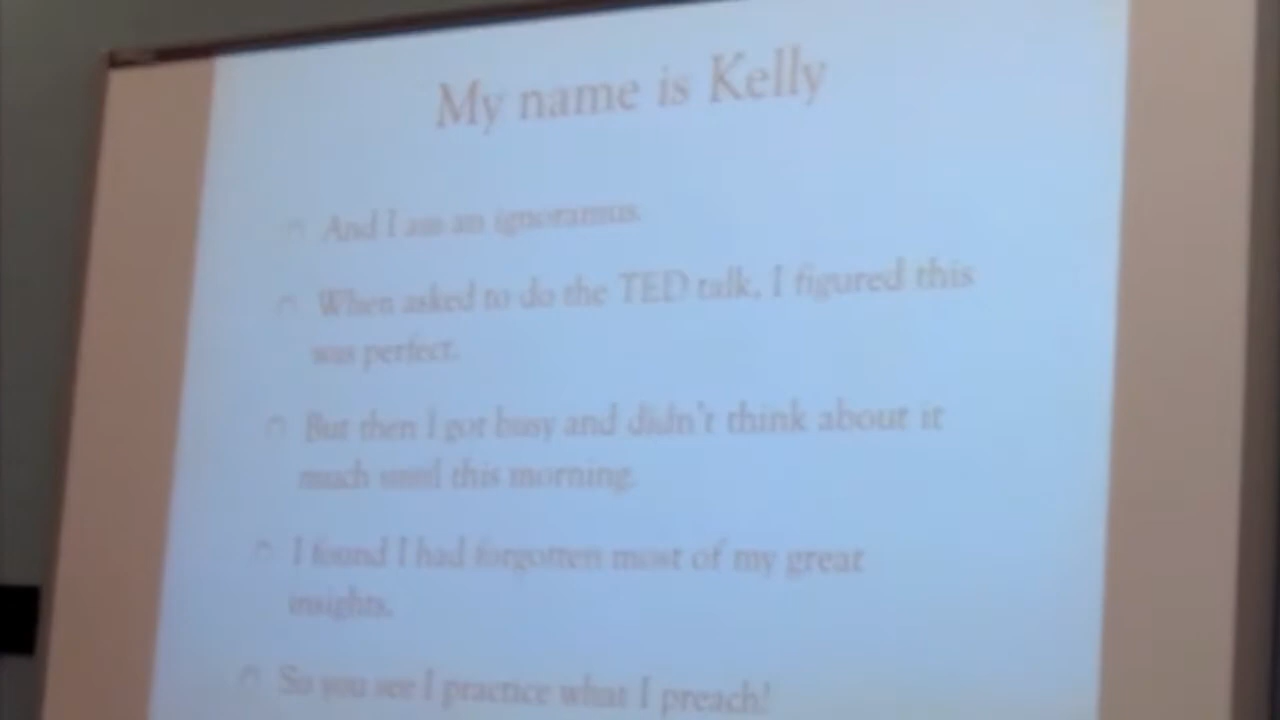 My name is Kelly
And I am an ignoramus.
When asked to do the TED talk, I figured this
was perfect.
But then I got busy and didn't think about it
much until this morning.
I found I had forgotten most of my great
insights.
So you see I practice what I preach!